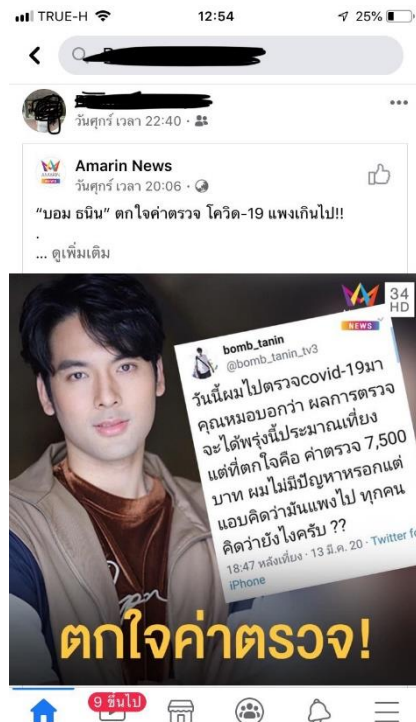 TRUE-H
12:54
25%
วันศุกร์ เวลา 22:40
Amarin News
วันศุกร์ เวลา 20:06
“บอม ธนิน” ตกใจค่าตรวจ โควิด-19 แพงเกินไป!!
.
... ดูเพิ่มเติม
34
HD
NEWS
bomb_tanin
@bomb_tanin_tv3
วันนี้ผมไปตรวจcovid-19มา
คุณหมอบอกว่า ผลการตรวจ
จะได้พรุ่งนี้ประมาณเที่ยง
แต่ที่ตกใจคือ ค่าตรวจ 7,500
บาท ผมไม่มีปัญหาหรอกแต่
แอบคิดว่ามันแพงไป ทุกคน
คิดว่ายังไงครับ ??
18:47 หลังเที่ยง · 13 มี.ค. 20 · Twitter for
iPhone
ตกใจค่าตรวจ!
9 ขึ้นไป